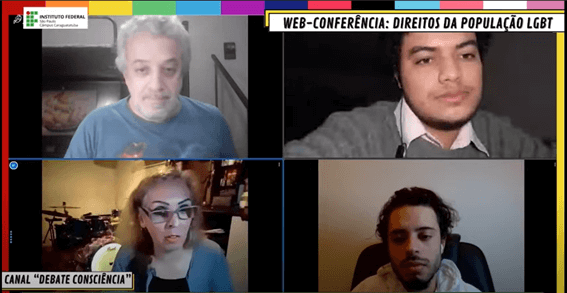 INSTITUTO FEDERAL
São Paulo
Câmpus Caraguatatuba
WEB-CONFERÊNCIA: DIREITOS DA POPULAÇÃO LGBT
CANAL “DEBATE CONSCIÊNCIA”